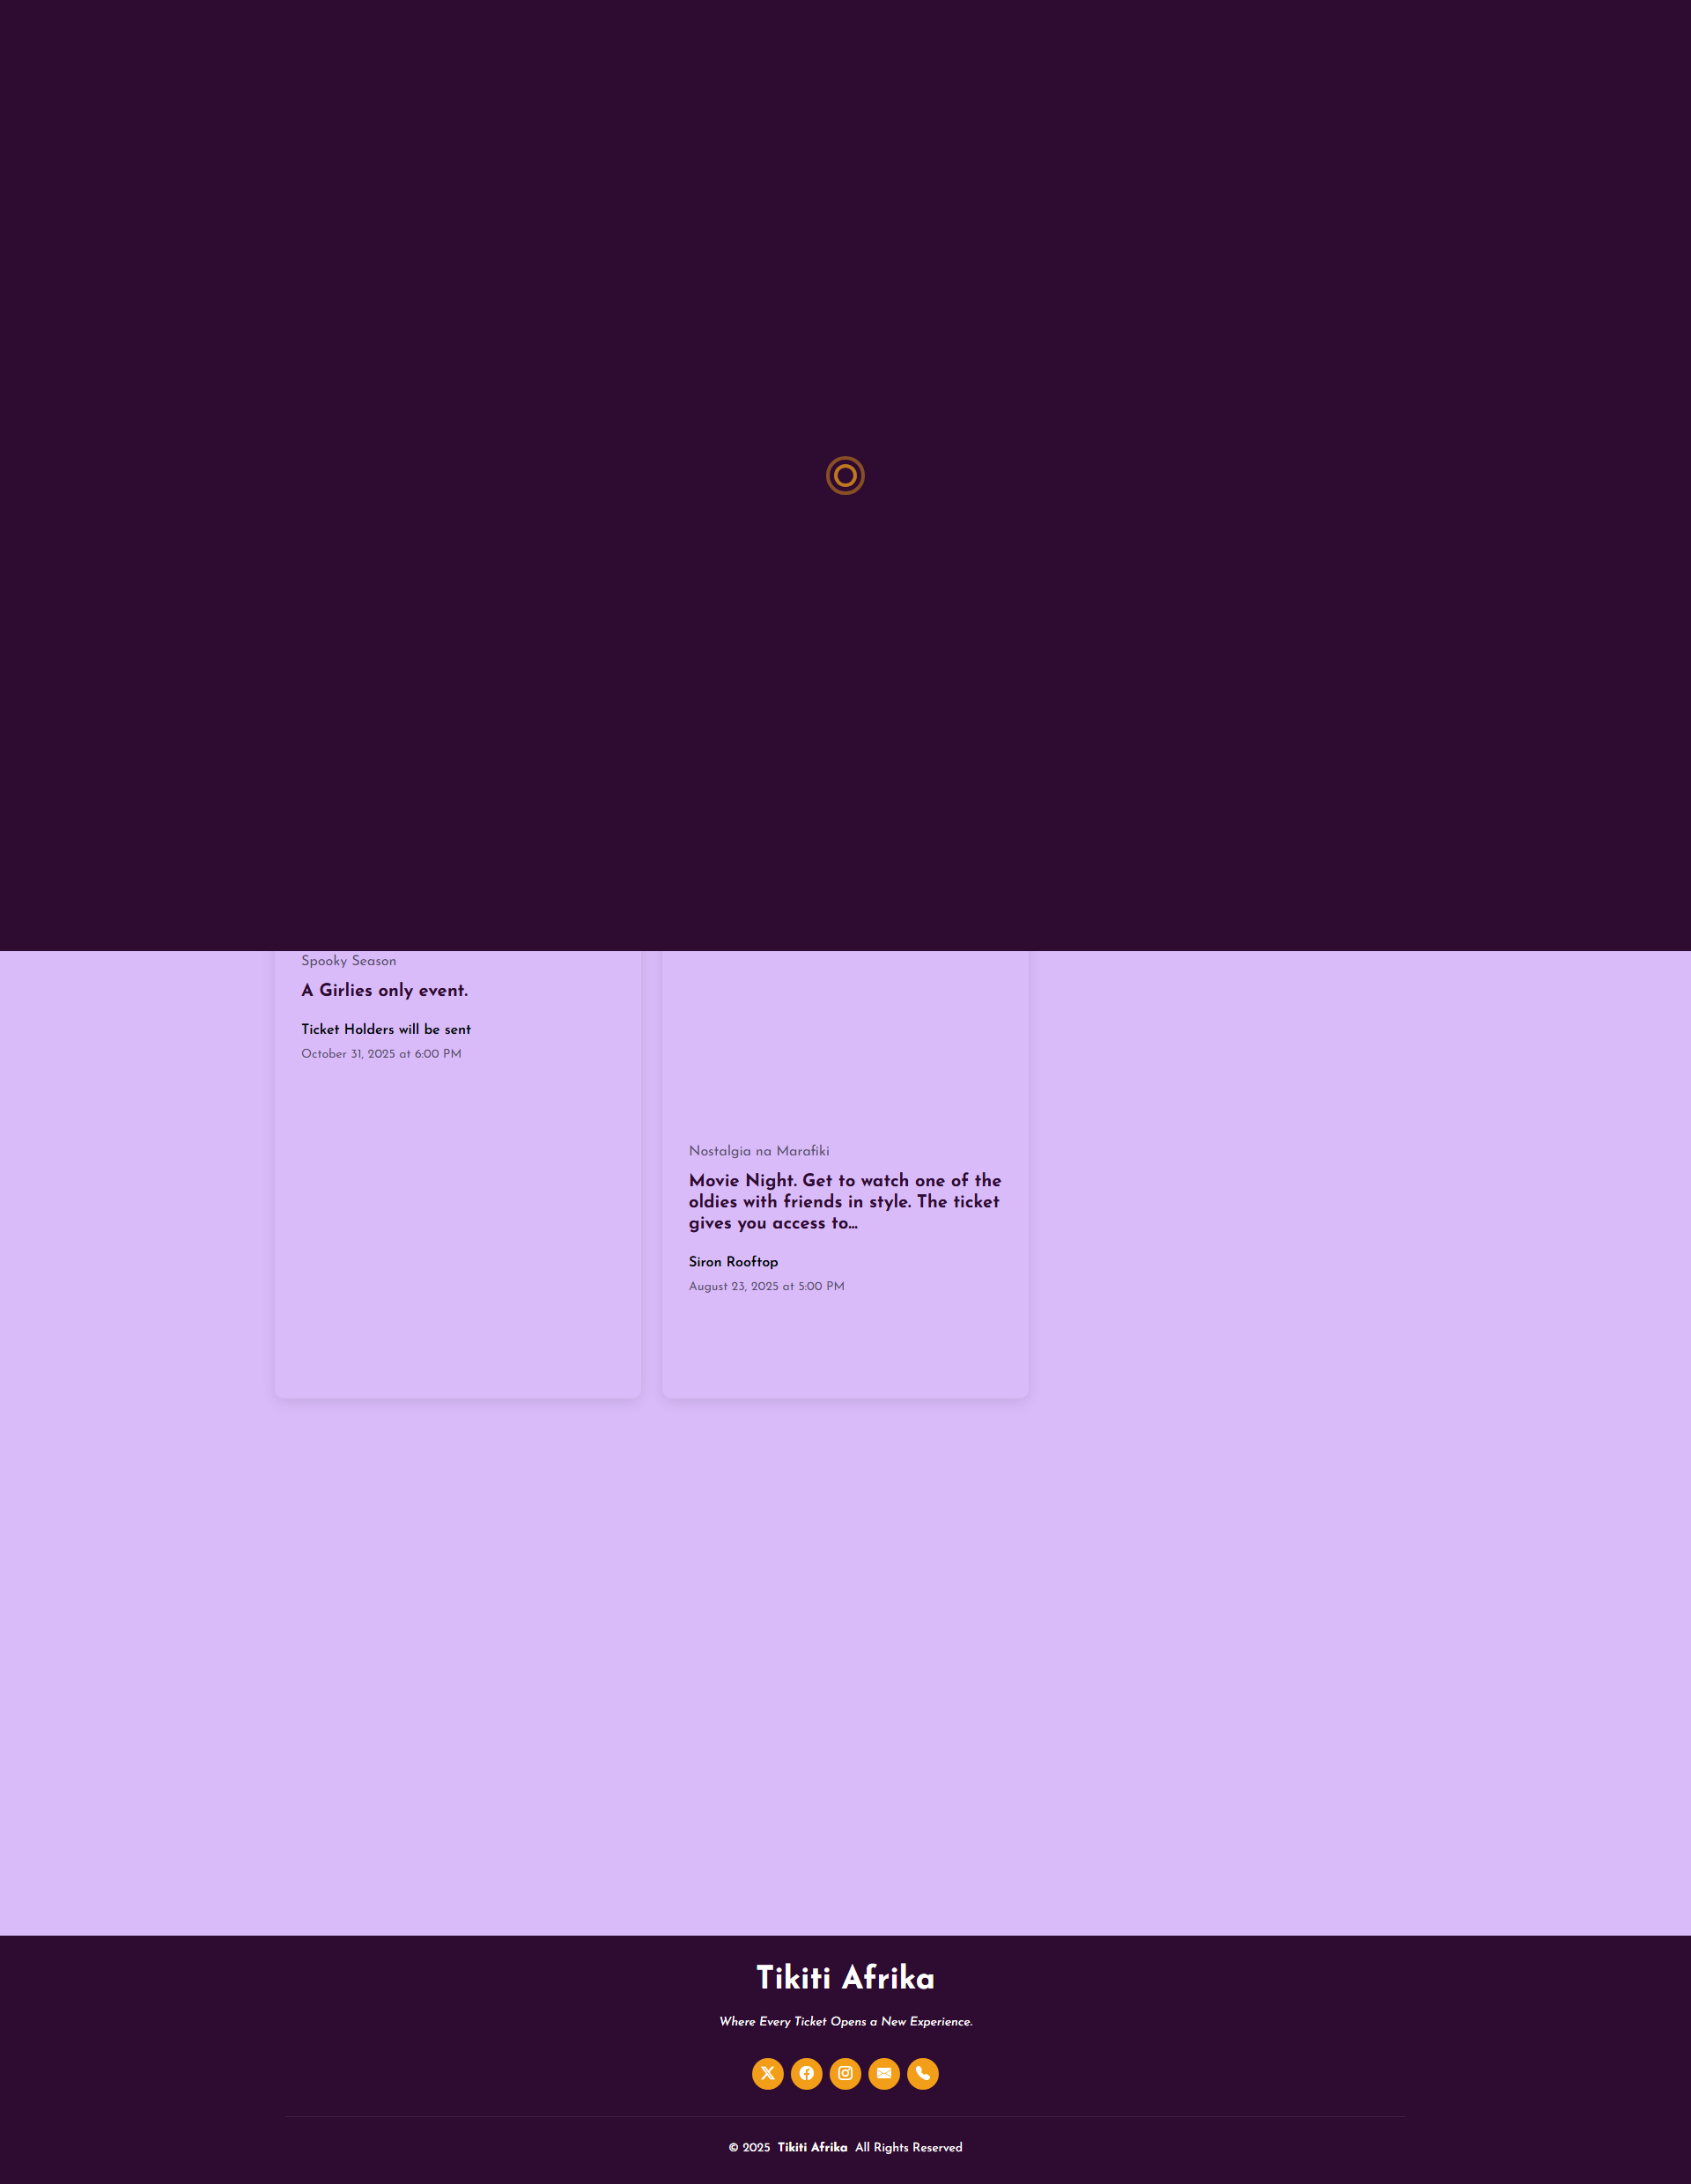 Spooky Season
A Girlies only event.
Ticket Holders will be sent
October 31, 2025 at 6:00 PM
Nostalgia na Marafiki
Movie Night. Get to watch one of the
oldies with friends in style. The ticket
gives you access to...
Siron Rooftop
August 23, 2025 at 5:00 PM
Tikiti Afrika
Where Every Ticket Opens a New Experience.
© 2025 Tikiti Afrika All Rights Reserved